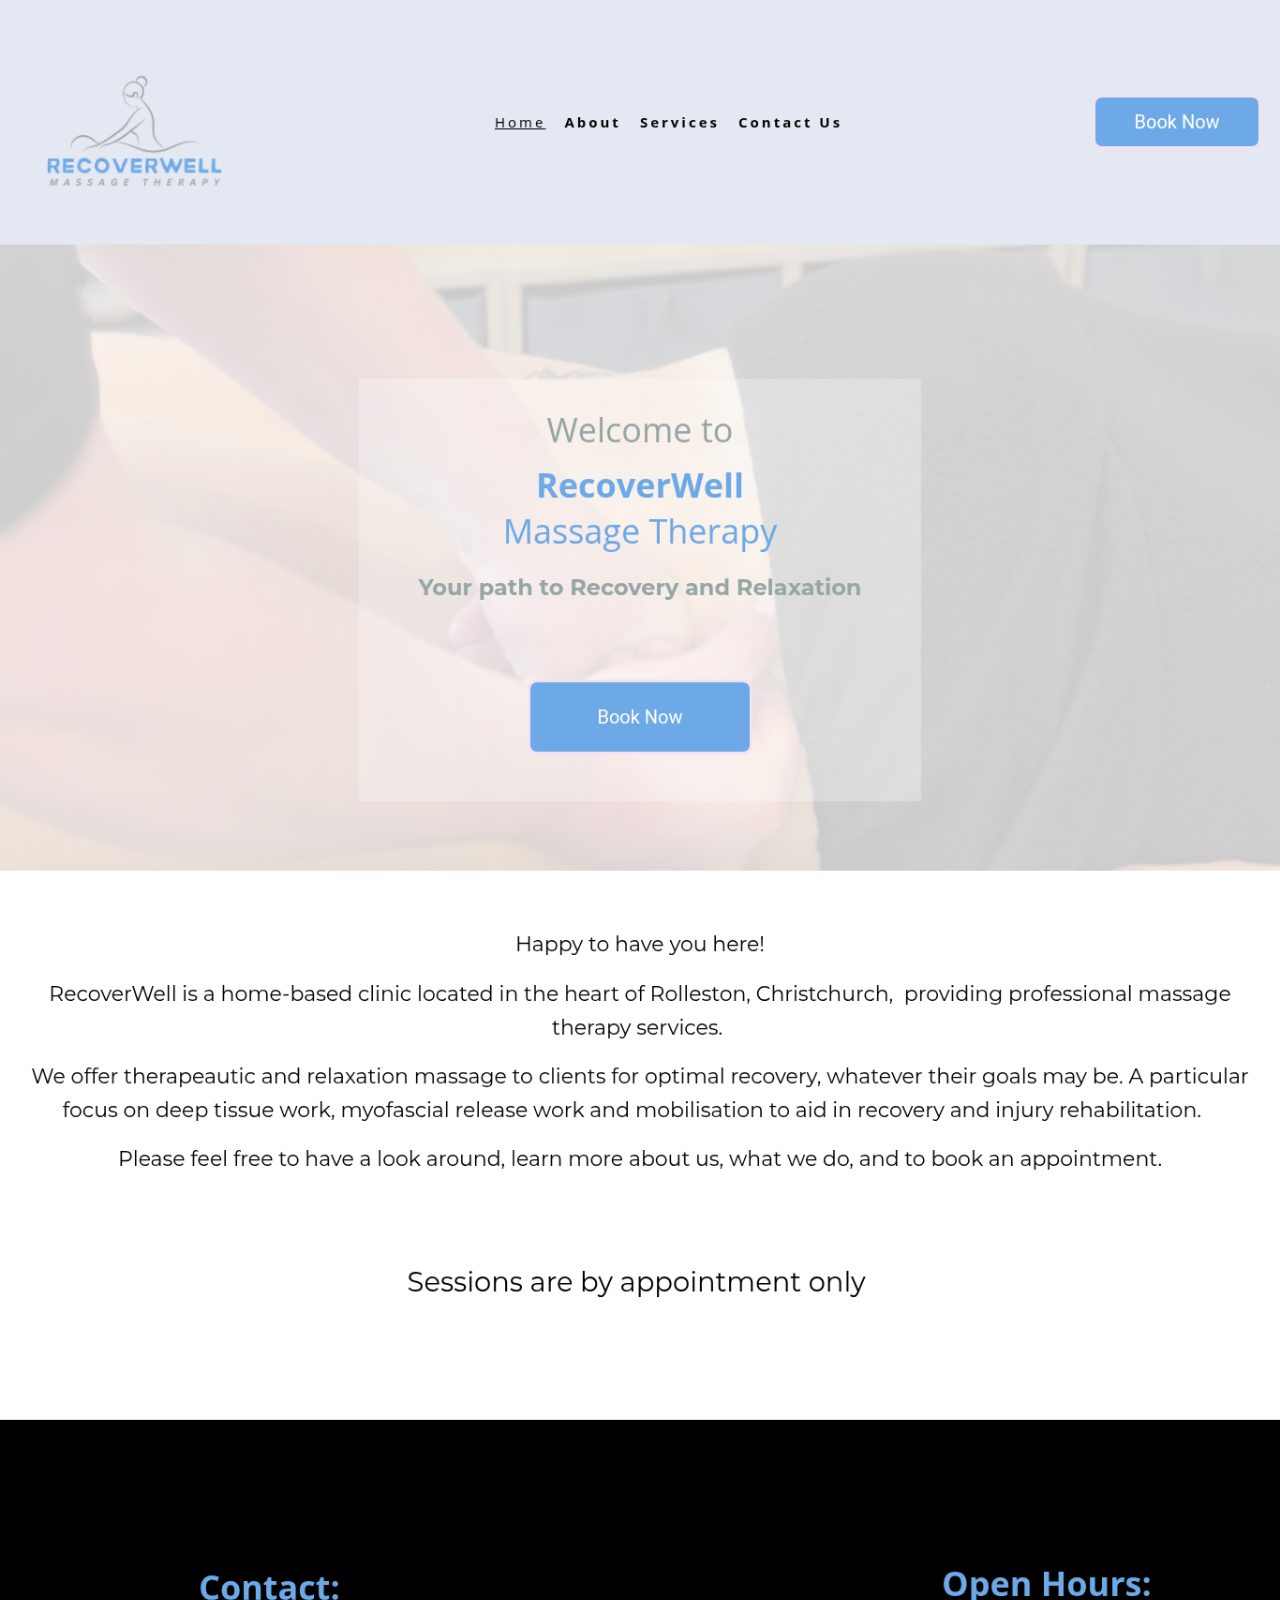 RECOVERWELL
MASSAGE THERAPY
Home About Services Contact Us
Book Now
Welcome to
RecoverWell
Massage Therapy
Your path to Recovery and Relaxation
Book Now
Happy to have you here!
RecoverWell is a home-based clinic located in the heart of Rolleston, Christchurch,  providing professional massage
therapy services.
We offer therapeautic and relaxation massage to clients for optimal recovery, whatever their goals may be. A particular
focus on deep tissue work, myofascial release work and mobilisation to aid in recovery and injury rehabilitation.
Please feel free to have a look around, learn more about us, what we do, and to book an appointment.
Sessions are by appointment only
Contact:
Open Hours: